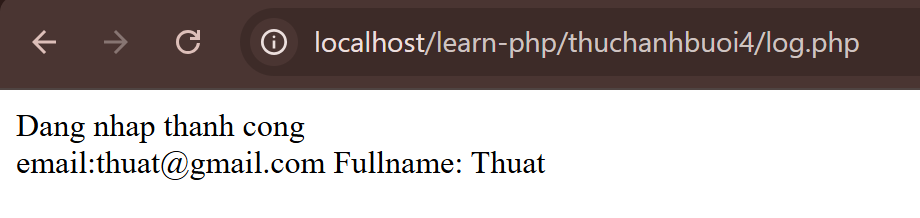 localhost/learn-php/thuchanhbuoi4/log.php
Dang nhap thanh cong
email:thuat@gmail.com Fullname: Thuat